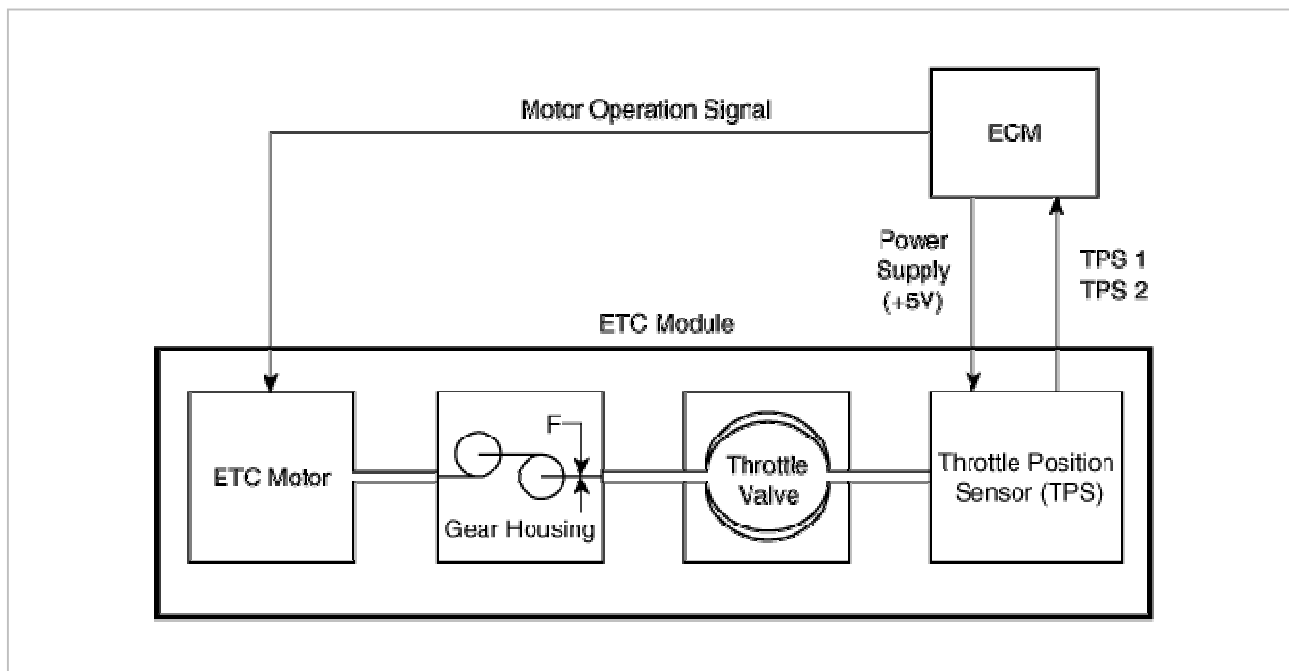 Motor Operation Signal
ECM
Power
Supply
(+5V)
TPS 1
TPS 2
ETC Module
ETC Motor
F
Gear Housing
Throttle
Valve
Throttle Position
Sensor (TPS)